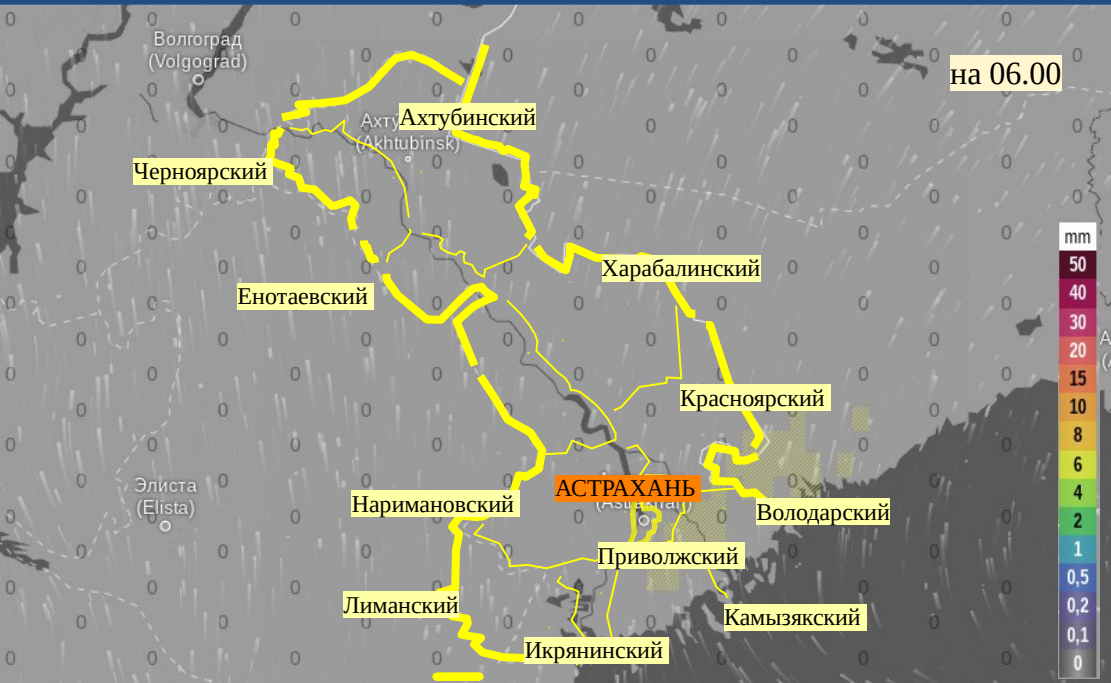 Волгоград
(Volgograd)
на 06.00
Ахтубинский
(Akhtubinsk)
Черноярский
mm
Харабалинский
50
Енотаевский
40
30
20
15
Красноярский
10
8
6
Элиста
(Elista)
АСТРАХАНЬ
4
Наримановский
Володарский
2
Приволжский
1
0,5
Лиманский
0,2
Камызякский
0,1
Икрянинский
0